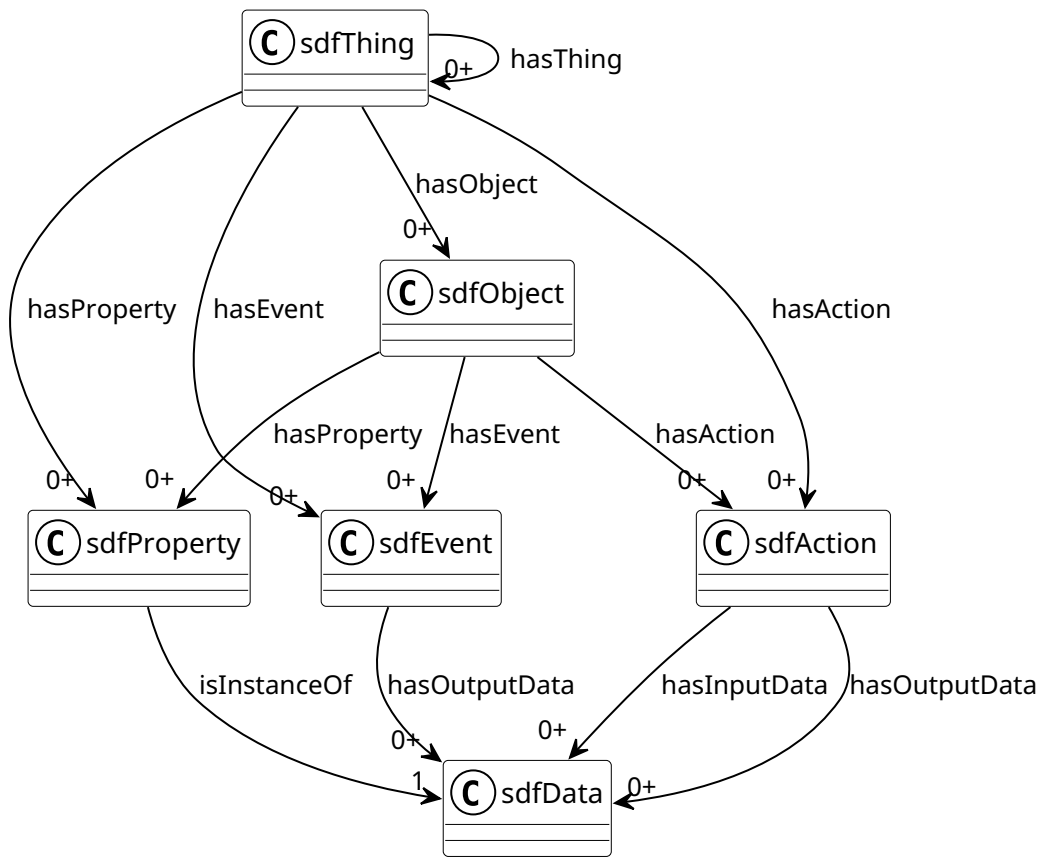 C sdfThing
hasThing
0+
hasObject
0+
C sdfObject
hasProperty
hasEvent
hasAction
hasProperty
hasEvent
hasAction
0+
0+
0+
0+
0+
0+
C sdfProperty
C sdfEvent
C sdfAction
isInstanceOf
hasOutputData
hasInputData
hasOutputData
0+
0+
1
0+
C sdfData